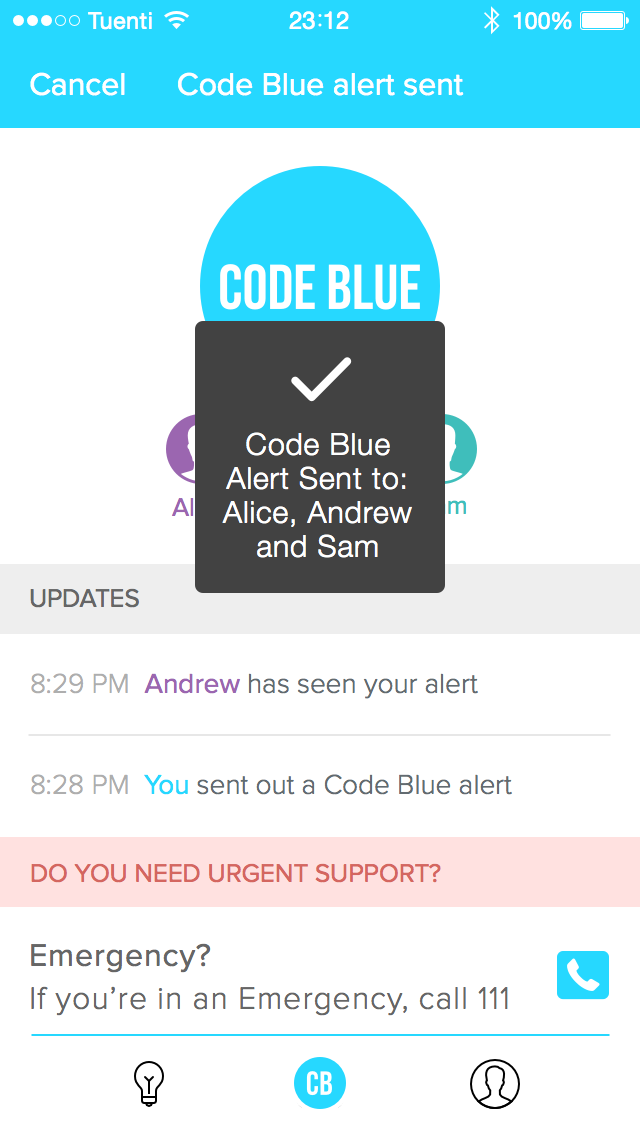 Tuenti 23:12 100%
Cancel Code Blue alert sent
CODE BLUE
Code Blue
Alert Sent to:
Alice, Andrew
and Sam
UPDATES
8:29 PM Andrew has seen your alert
8:28 PM You sent out a Code Blue alert
DO YOU NEED URGENT SUPPORT?
Emergency?
If you’re in an Emergency, call 111
CB